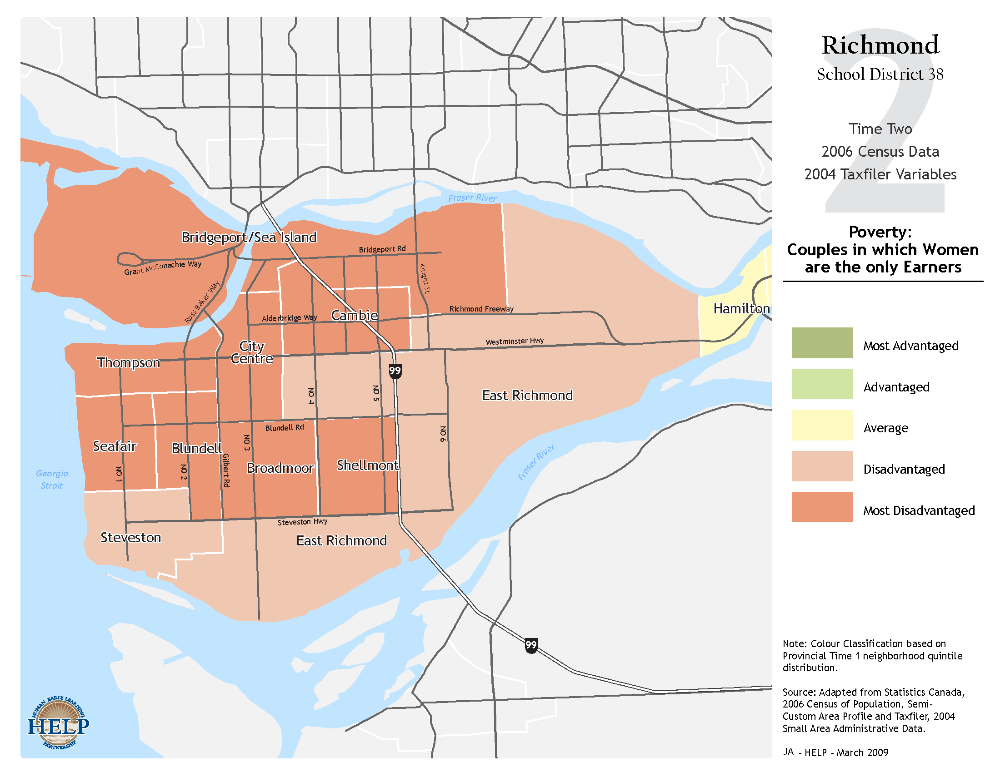 Richmond
School District 38
2
Time Two
2006 Census Data
2004 Taxfiler Variables
Poverty:
Couples in which Women
are the only Earners
Most Advantaged
Advantaged
Average
Disadvantaged
Most Disadvantaged
Note: Colour Classification based on
Provincial Time 1 neighborhood quintile
distribution.
Source: Adapted from Statistics Canada,
2006 Census of Population, Semi-
Custom Area Profile and Taxfiler, 2004
Small Area Administrative Data.
JA - HELP - March 2009
Fraser River
Bridgeport/Sea Island
Bridgeport Rd
Grant McConachie Way
Knight St
Russ Baker Way
Hamilton
Richmond Freeway
Alderbridge Way
Cambie
Westminster Hwy
City
Centre
Thompson
99
NO 4
NO 5
East Richmond
Blundell Rd
NO 6
NO 3
Seafair
Blundell
Gilbert Rd
Broadmoor
Shellmont
NO 1
NO 2
Georgia
Strait
Fraser River
Steveston Hwy
Steveston
East Richmond
99
HUMAN EARLY LEARNING
HELP
PARTNERSHIP